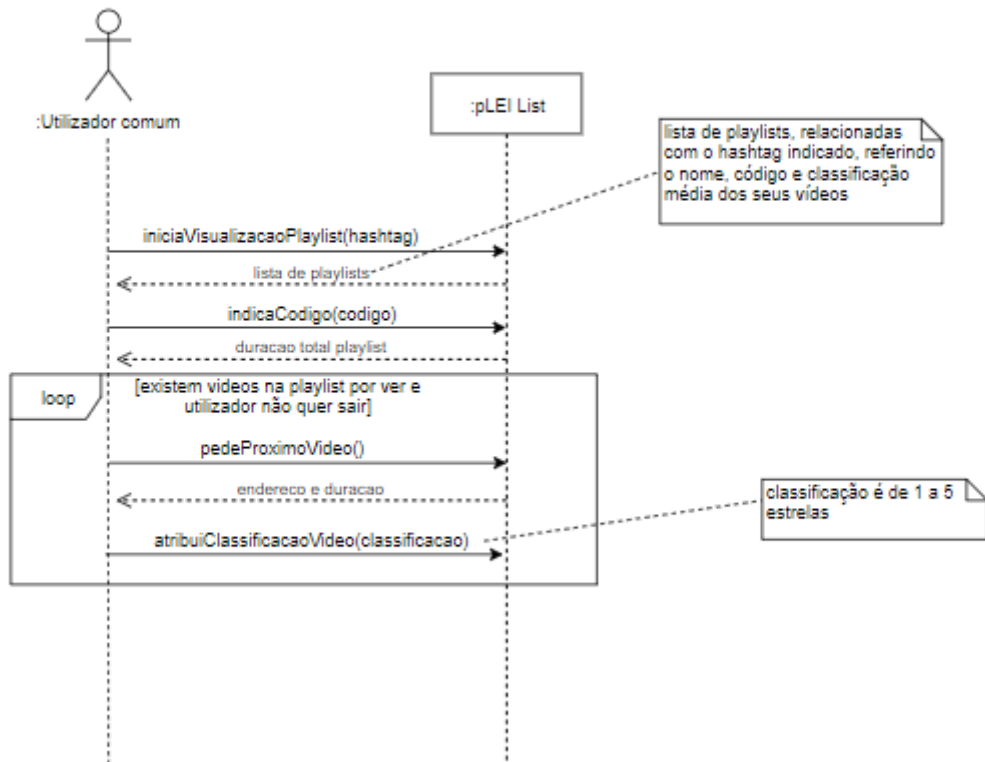 :Utilizador comum
:pLEI List
lista de playlists, relacionadas
com o hashtag indicado, referindo
o nome, código e classificação
média dos seus vídeos
iniciaVisualizacaoPlaylist(hashtag)
lista de playlists
indicaCodigo(codigo)
duracao total playlist
loop
[existem videos na playlist por ver e
utilizador não quer sair]
pedeProximoVideo()
endereco e duracao
classificação é de 1 a 5
estrelas
atribuiClassificacaoVideo(classificacao)